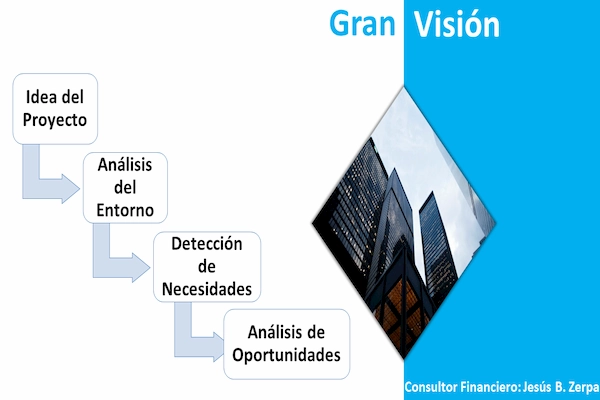 Gran Visión
Idea del
Proyecto
Análisis
del
Entorno
Detección
de
Necesidades
Análisis de
Oportunidades
Consultor Financiero: Jesús B. Zerpa